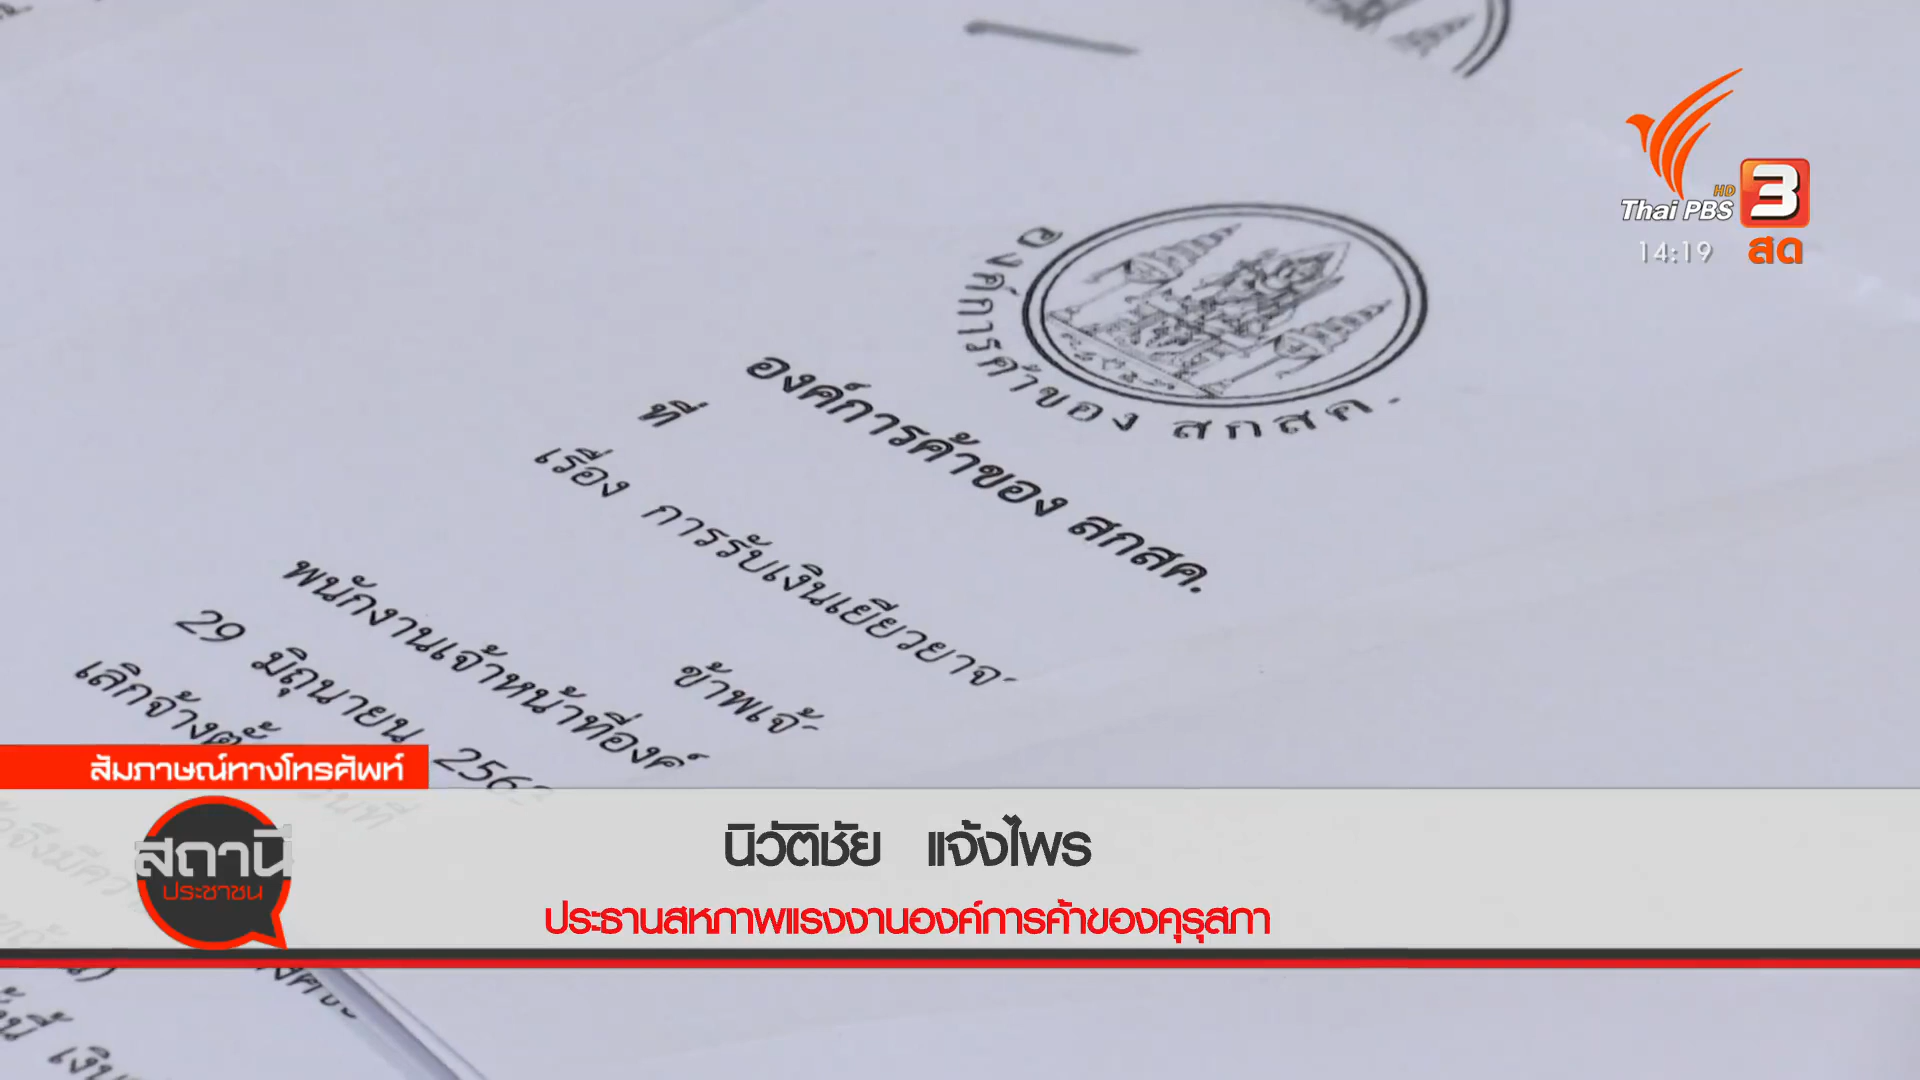 Thai PBS HD 3
14:19 สด
องค์การค้าของ สกสค.
องค์การค้าของ สกสค.
ที่
เรื่อง การรับเงินเยียวยาจ
ข้าพเจ้
พนักงานเจ้าหน้าที่องค์
29 มิถุนายน 256
เลิกจ้างตั้
สัมภาษณ์ทางโทรศัพท์
สถานี
ประชาชน
นิวัติชัย แจ้งไพร
ประธานสหภาพแรงงานองค์การค้าของคุรุสภา